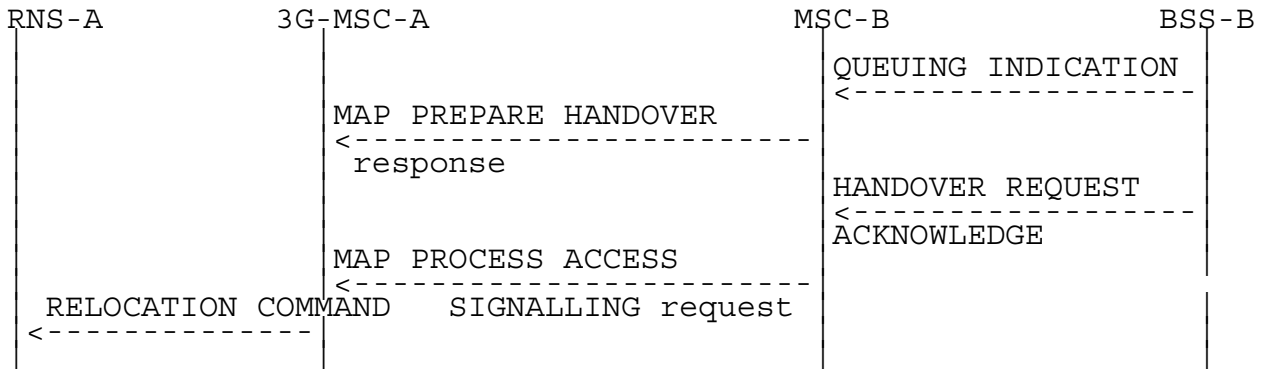 RNS-A 3G-MSC-A MSC-B BSS-B
QUEUING INDICATION
MAP PREPARE HANDOVER
response
HANDOVER REQUEST
ACKNOWLEDGE
MAP PROCESS ACCESS
RELOCATION COMMAND SIGNALLING request